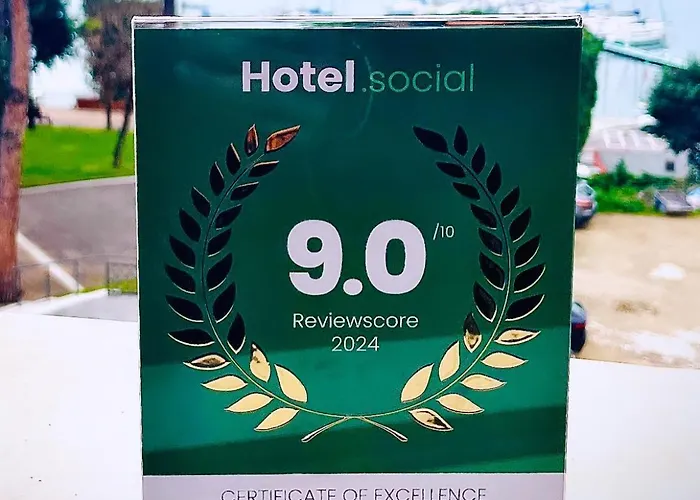 Hotel.social
9.0/10
Reviewscore
2024
CERTIFICATE OF EXCELLENCE